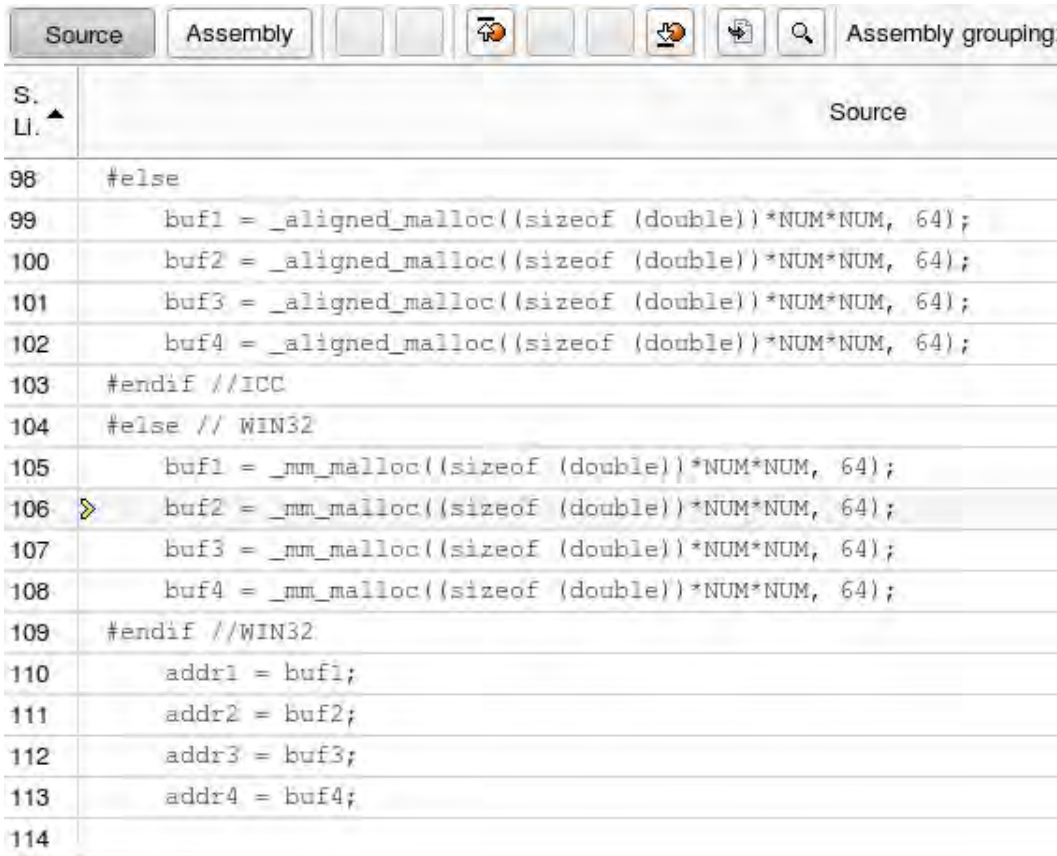 Source Assembly Assembly grouping:
S. Li. Source
98 #else
99 buf1 = _aligned_malloc((sizeof (double))*NUM*NUM, 64);
100 buf2 = _aligned_malloc((sizeof (double))*NUM*NUM, 64);
101 buf3 = _aligned_malloc((sizeof (double))*NUM*NUM, 64);
102 buf4 = _aligned_malloc((sizeof (double))*NUM*NUM, 64);
103 #endif //ICC
104 #else // WIN32
105 buf1 = _mm_malloc((sizeof (double))*NUM*NUM, 64);
106 buf2 = _mm_malloc((sizeof (double))*NUM*NUM, 64);
107 buf3 = _mm_malloc((sizeof (double))*NUM*NUM, 64);
108 buf4 = _mm_malloc((sizeof (double))*NUM*NUM, 64);
109 #endif //WIN32
110 addr1 = buf1;
111 addr2 = buf2;
112 addr3 = buf3;
113 addr4 = buf4;
114